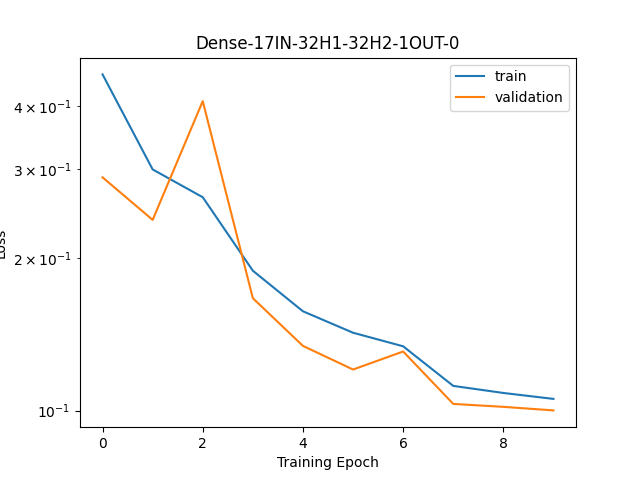 Dense-17IN-32H1-32H2-1OUT-0
train
validation
4 × 10⁻¹
3 × 10⁻¹
2 × 10⁻¹
10⁻¹
Loss
0 2 4 6 8
Training Epoch